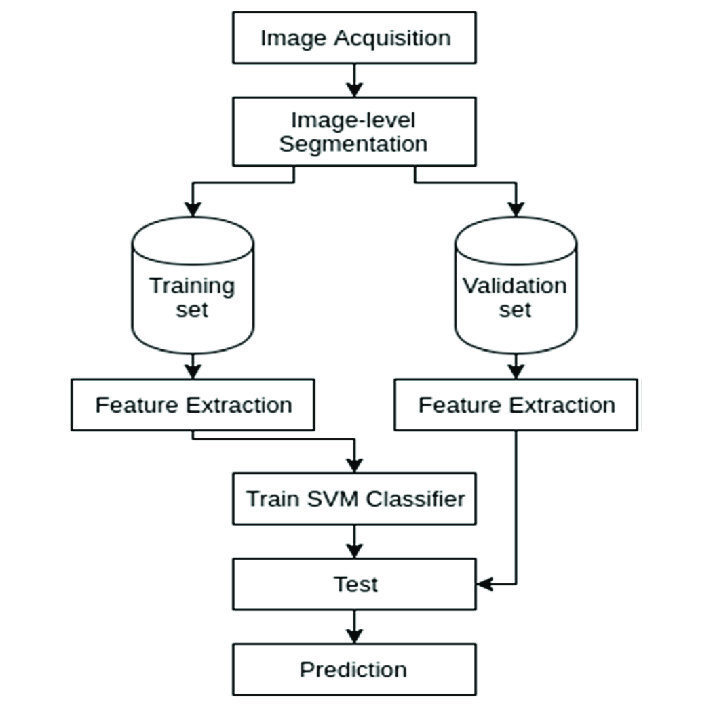 Image Acquisition
Image-level
Segmentation
Training
set
Validation
set
Feature Extraction
Feature Extraction
Train SVM Classifier
Test
Prediction